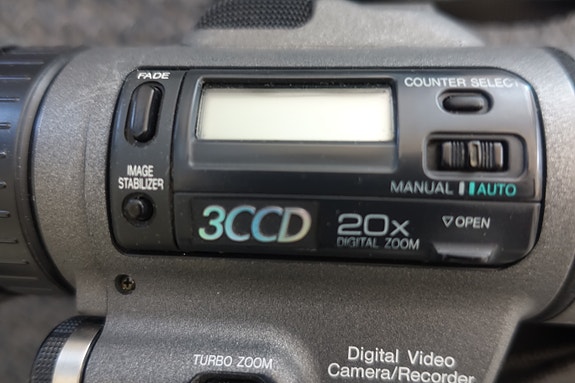 FADE
COUNTER SELECT
IMAGE
STABILIZER
MANUAL AUTO
3CCD
20x
DIGITAL ZOOM
OPEN
TURBO ZOOM
Digital Video
Camera/Recorder